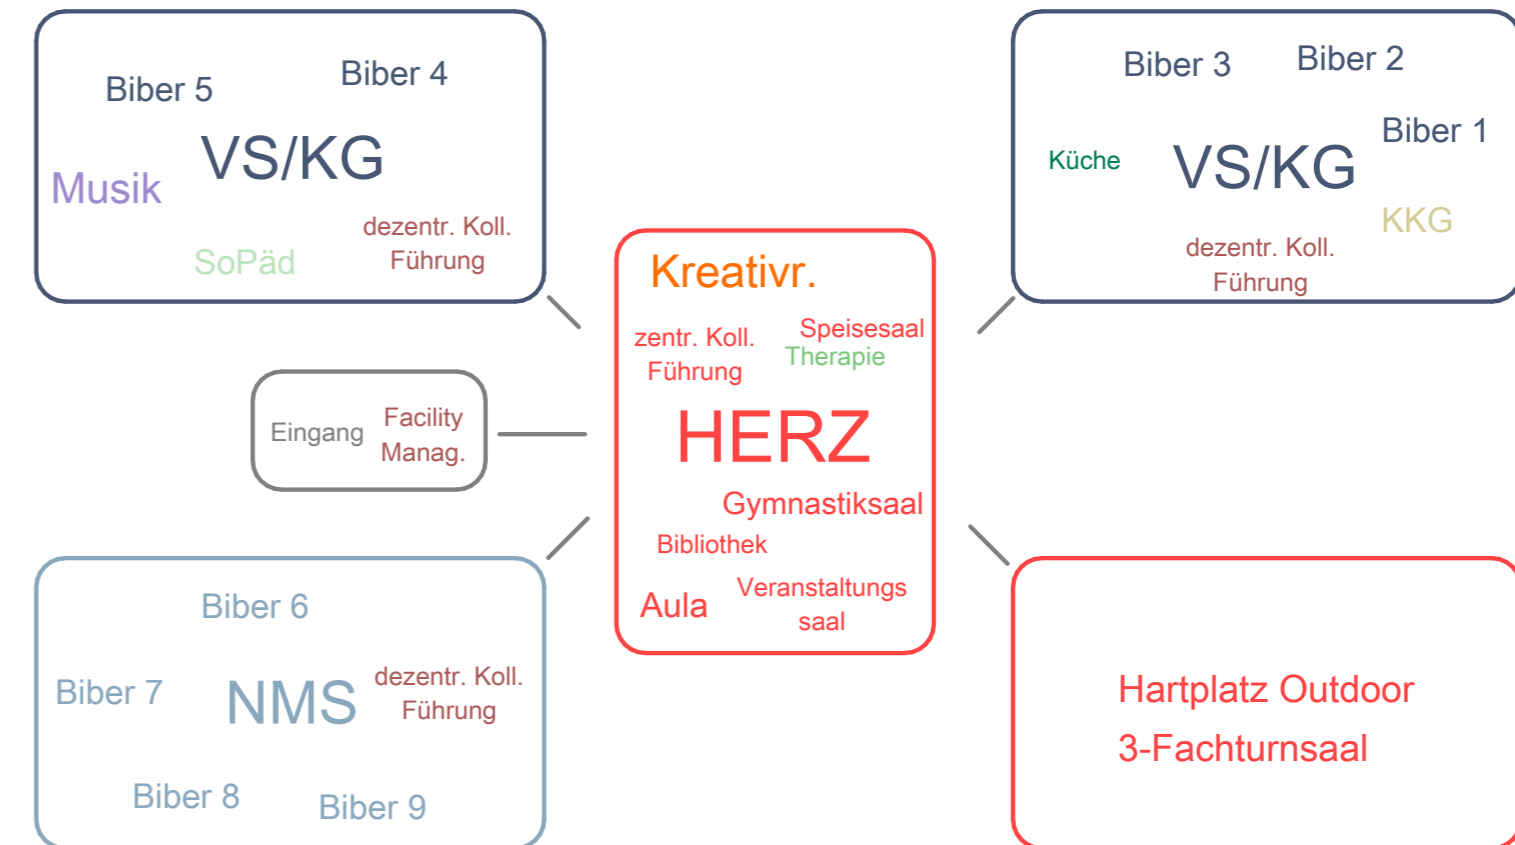 Biber 5
Biber 4
VS/KG
Musik
SoPäd
dezentr. Koll.
Führung
Biber 3
Biber 2
Biber 1
Küche
VS/KG
KKG
dezentr. Koll.
Führung
Kreativr.
zentr. Koll.
Führung
Speisesaal
Therapie
HERZ
Gymnastiksaal
Bibliothek
Aula
Veranstaltungs
saal
Eingang
Facility
Manag.
Biber 6
Biber 7
NMS
dezentr. Koll.
Führung
Biber 8
Biber 9
Hartplatz Outdoor
3-Fachturnsaal